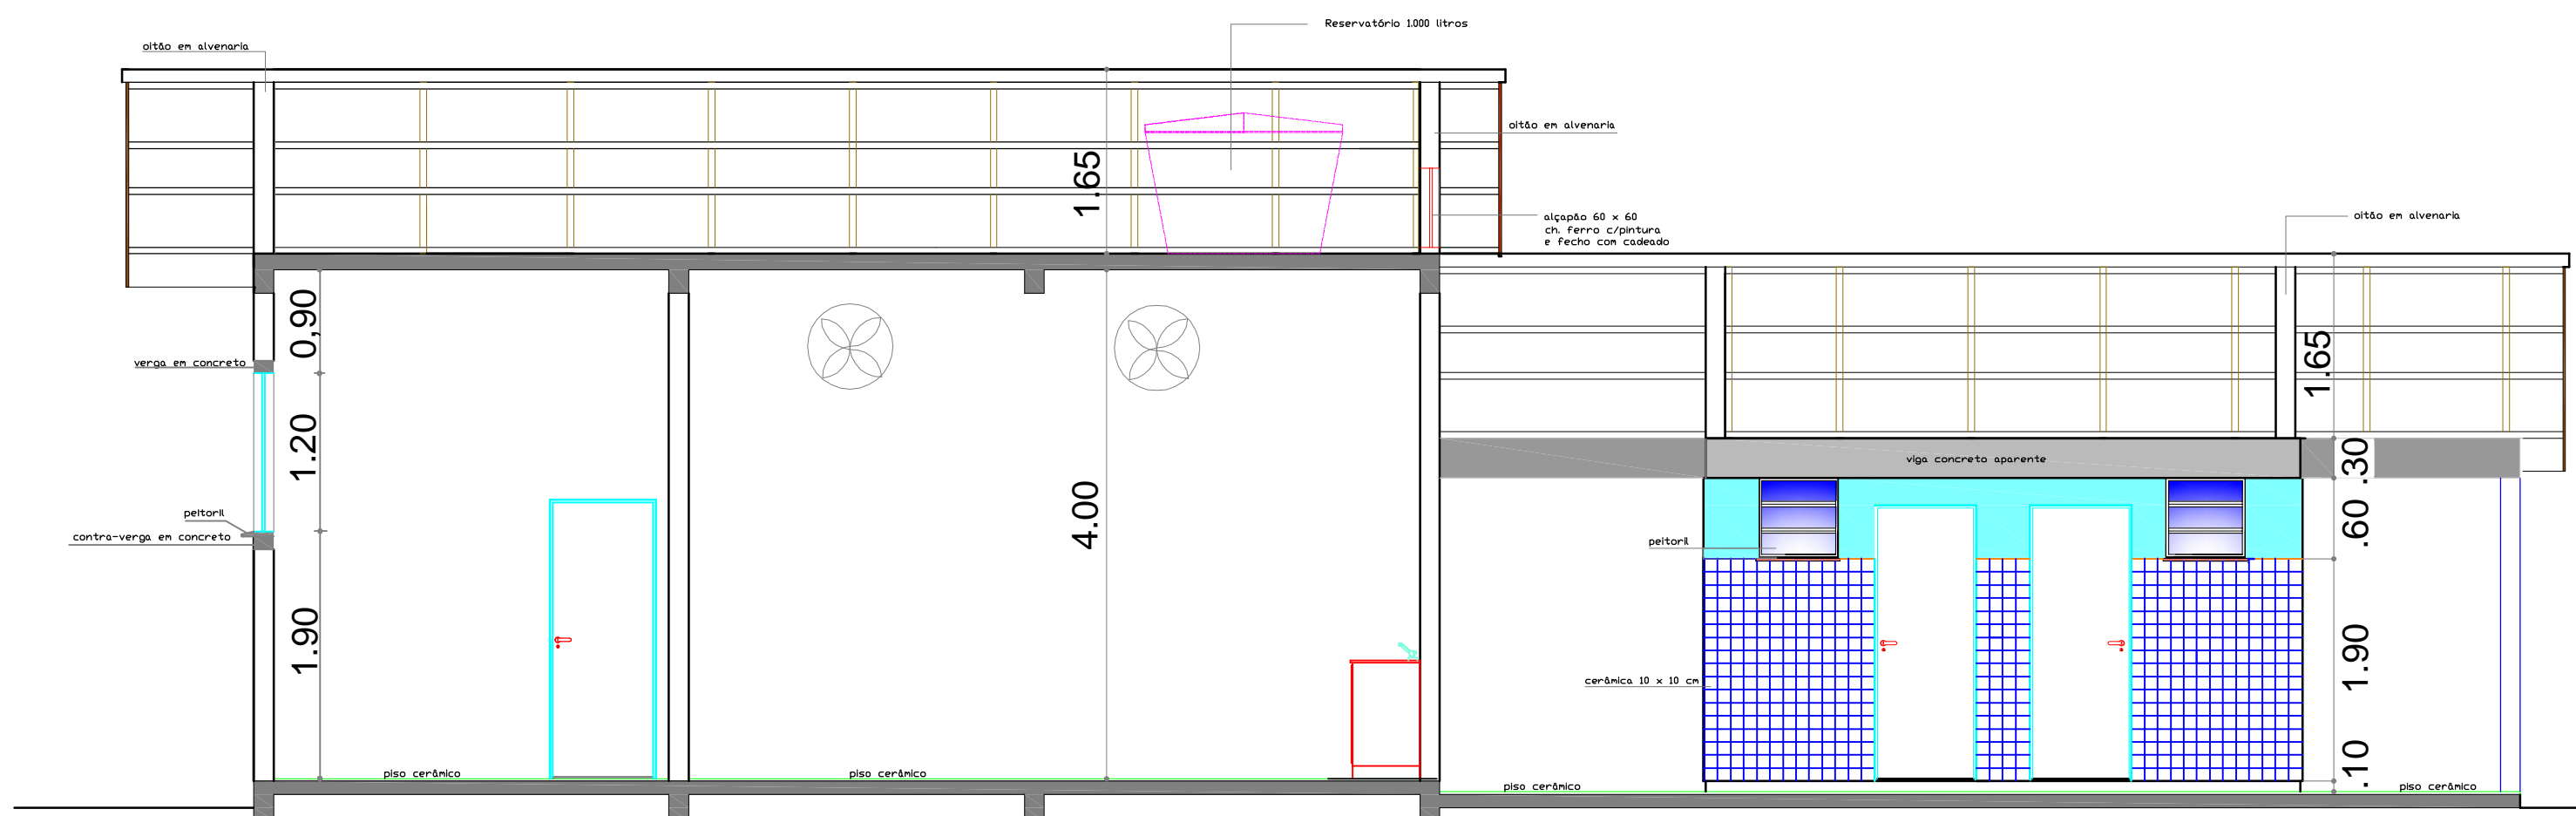 Reservatório 1.000 litros
oitão em alvenaria
oitão em alvenaria
1.65
alçapão 60 x 60
ch. ferro c/pintura
e fecho com cadeado
oitão em alvenaria
0,90
verga em concreto
1.65
1.20
.30
viga concreto aparente
peitoril
contra-verga em concreto
4.00
.60
peitoril
1.90
1.90
cerâmica 10 x 10 cm
.10
piso cerâmico
piso cerâmico
piso cerâmico
piso cerâmico